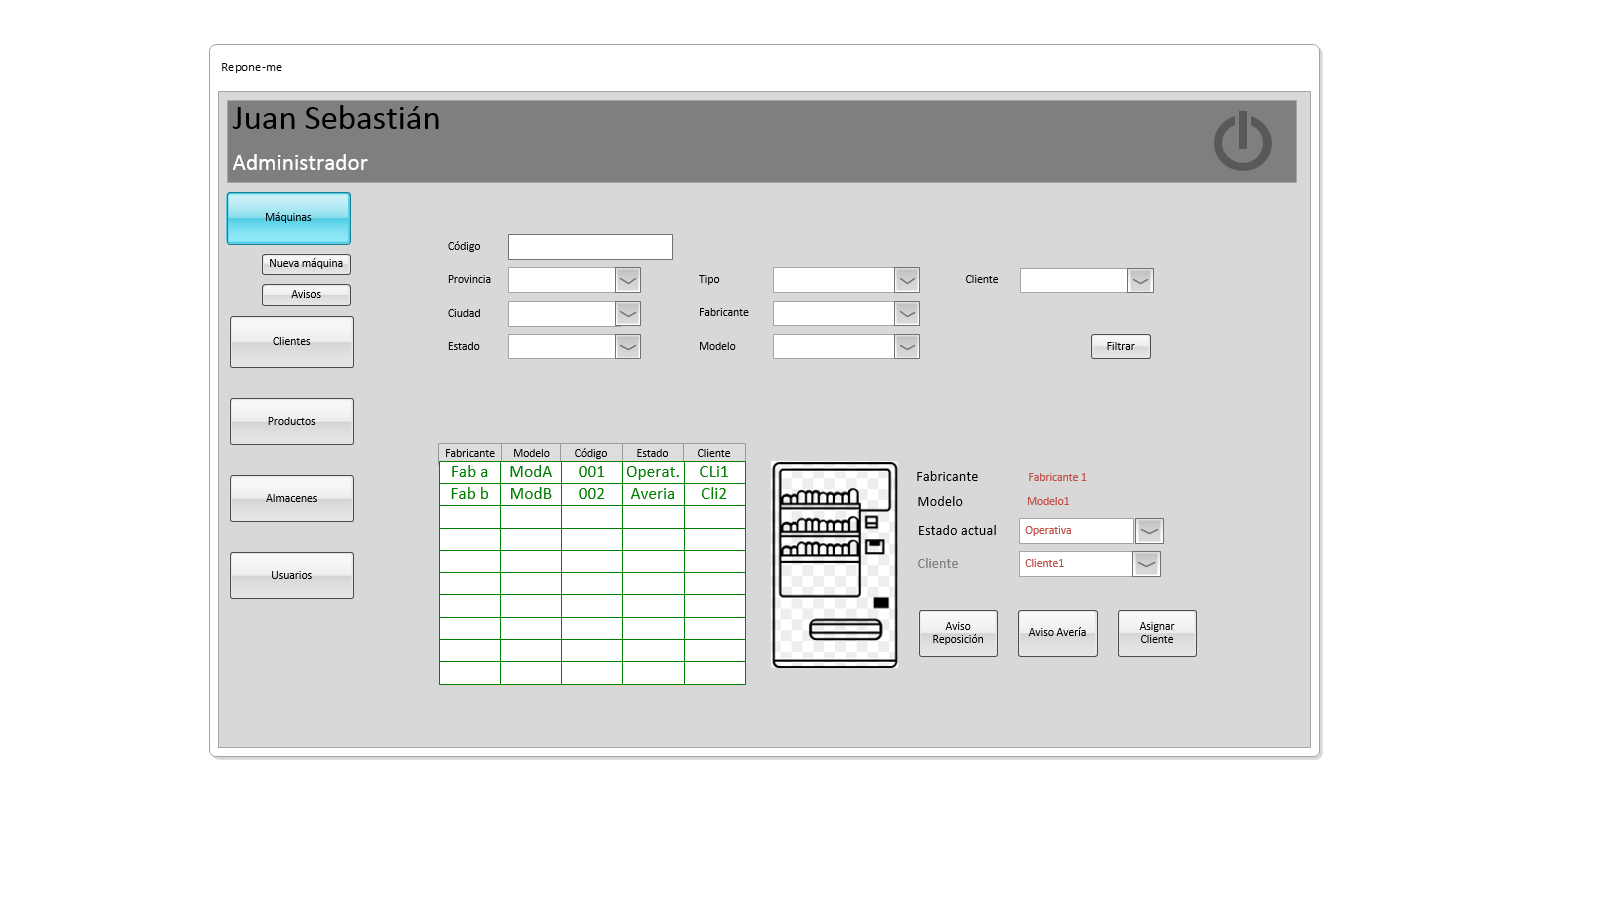 Repone-me
Juan Sebastián
Administrador
Máquinas
Nueva máquina
Avisos
Clientes
Productos
Almacenes
Usuarios
Código
Provincia Tipo Cliente
Ciudad Fabricante
Estado Modelo Filtrar
Fabricante Modelo Código Estado Cliente
Fab a ModA 001 Operat. CLi1
Fab b ModB 002 Averia Cli2
Fabricante Fabricante 1
Modelo Modelo1
Estado actual Operativa
Cliente Cliente1
Aviso
Reposición
Aviso Avería
Asignar
Cliente